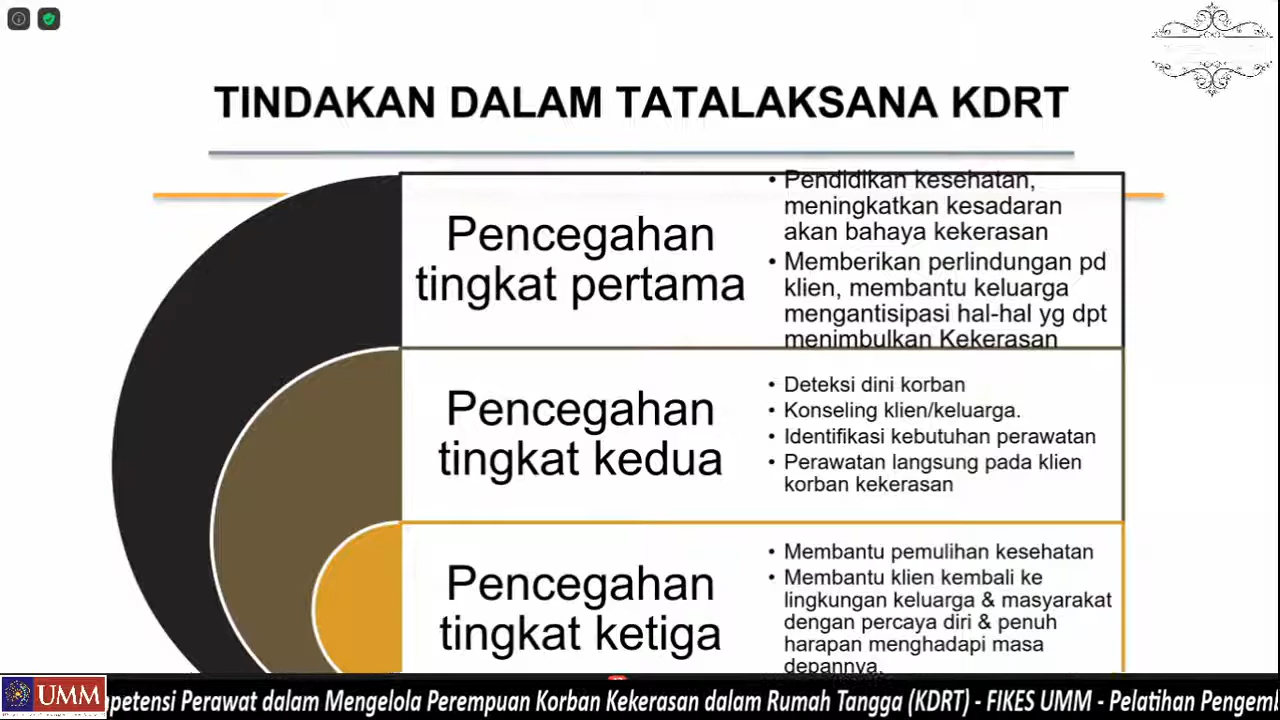 TINDAKAN DALAM TATALAKSANA KDRT
Pencegahan
tingkat pertama
• Pendidikan kesehatan,
meningkatkan kesadaran
akan bahaya kekerasan
• Memberikan perlindungan pd
klien, membantu keluarga
mengantisipasi hal-hal yg dpt
menimbulkan Kekerasan
Pencegahan
tingkat kedua
• Deteksi dini korban
• Konseling klien/keluarga.
• Identifikasi kebutuhan perawatan
• Perawatan langsung pada klien
korban kekerasan
Pencegahan
tingkat ketiga
• Membantu pemulihan kesehatan
• Membantu klien kembali ke
lingkungan keluarga & masyarakat
dengan percaya diri & penuh
harapan menghadapi masa
depannya.
UMM
petensi Perawat dalam Mengelola Perempuan Korban Kekerasan dalam Rumah Tangga (KDRT) - FIKES UMM - Pelatihan Pengemb